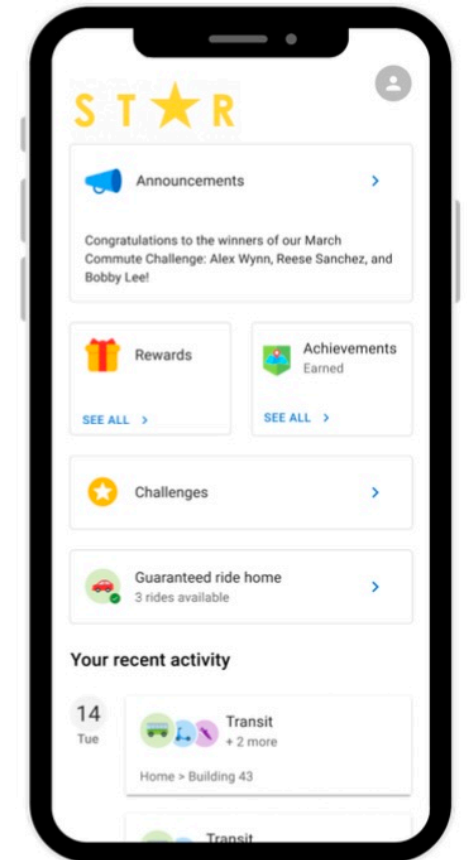 STAR
Announcements
Congratulations to the winners of our March
Commute Challenge: Alex Wynn, Reese Sanchez, and
Bobby Lee!
Rewards
SEE ALL
Achievements
Earned
SEE ALL
Challenges
Guaranteed ride home
3 rides available
Your recent activity
14
Tue
Transit
+ 2 more
Home > Building 43
Transit